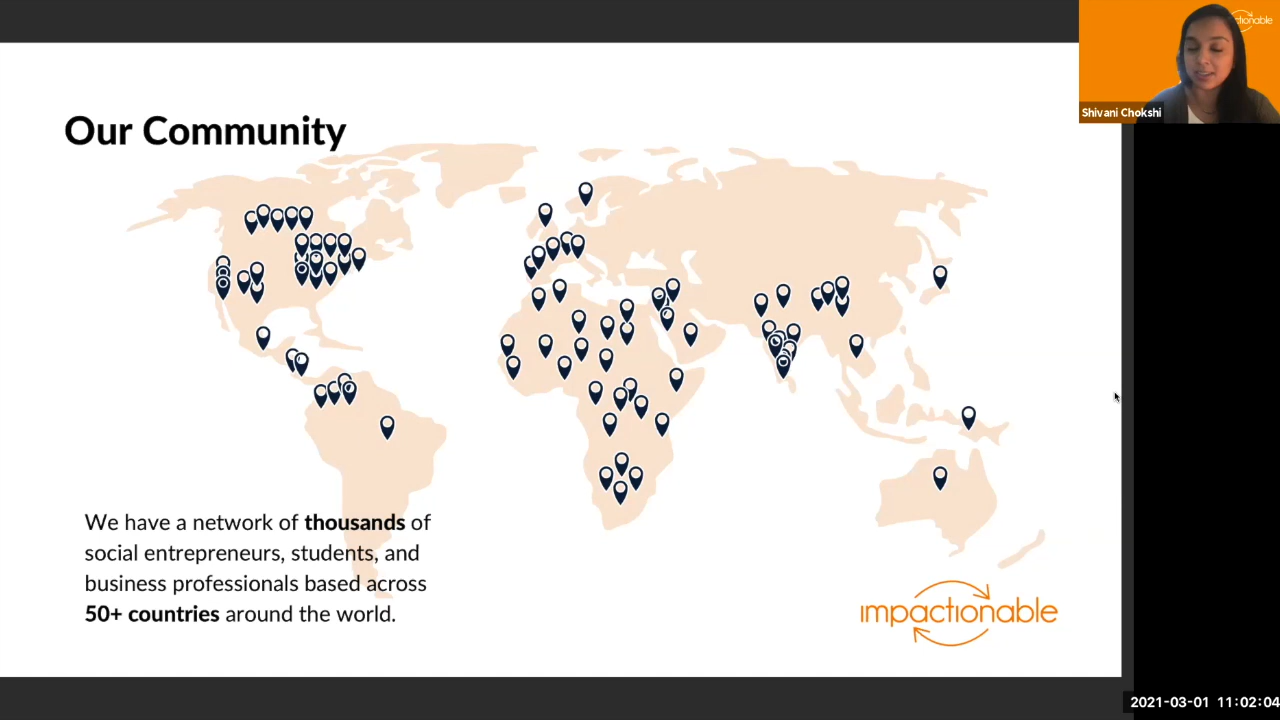 Our Community
We have a network of thousands of
social entrepreneurs, students, and
business professionals based across
50+ countries around the world.
impactionable
Shivani Chokshi
2021-03-01 11:02:04